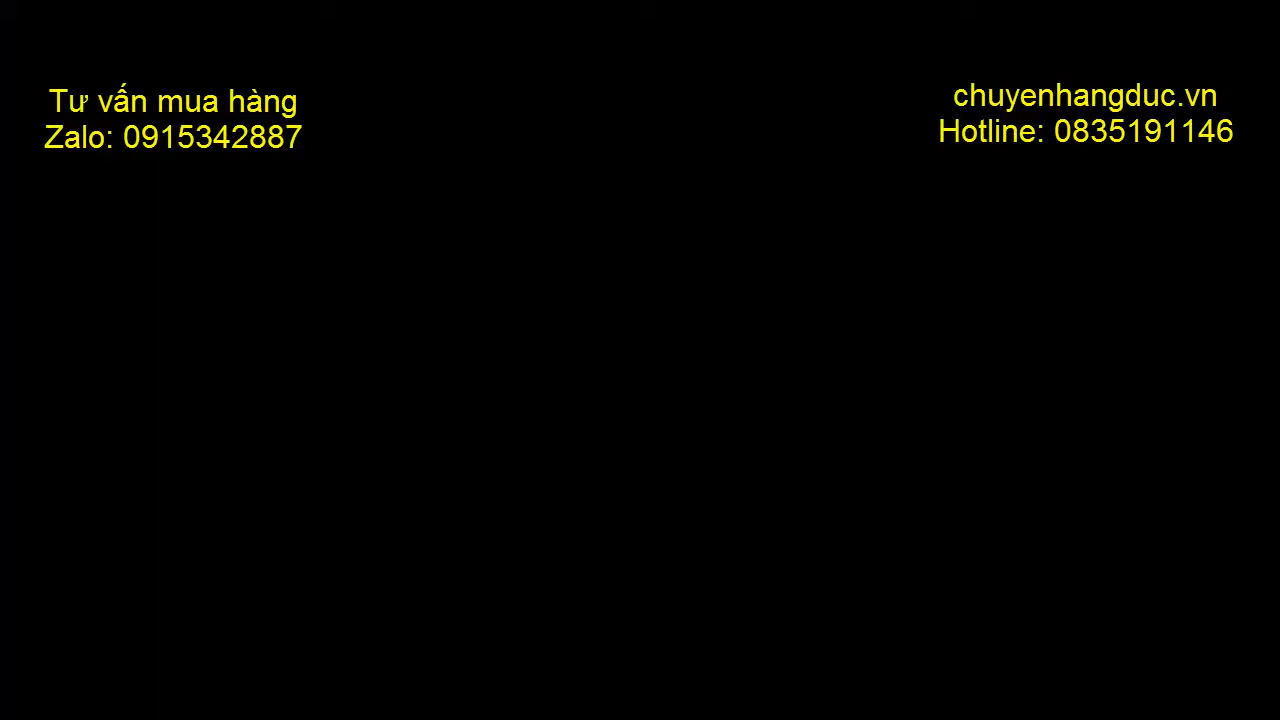 Tư vấn mua hàng
Zalo: 0915342887
chuyenhangduc.vn
Hotline: 0835191146